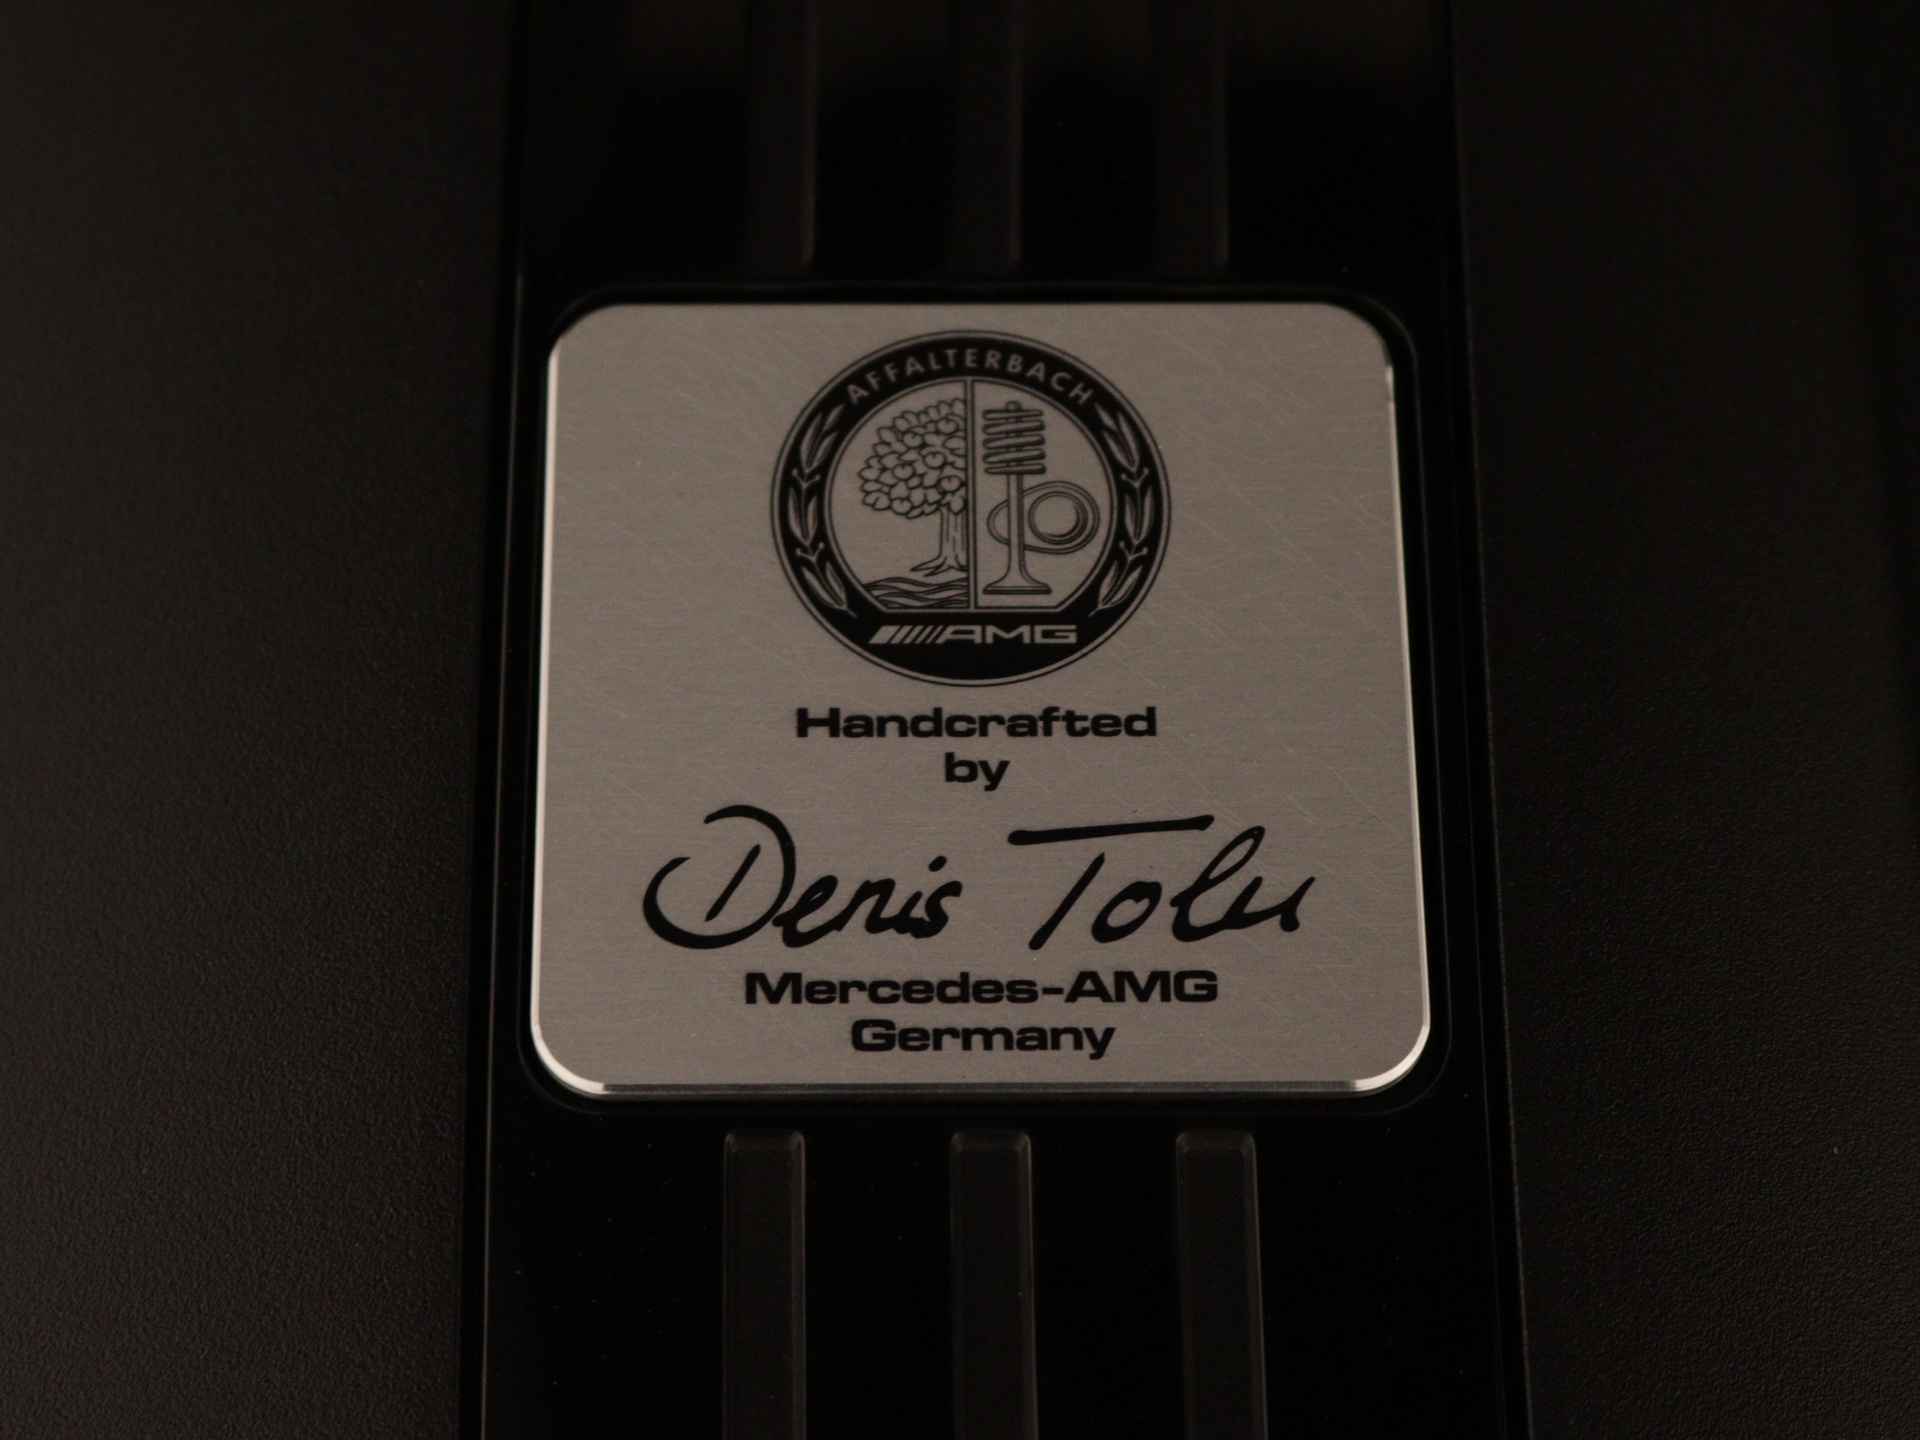 AFFALTERBACH
AMG
Handcrafted
by
Denis Tolu
Mercedes-AMG
Germany